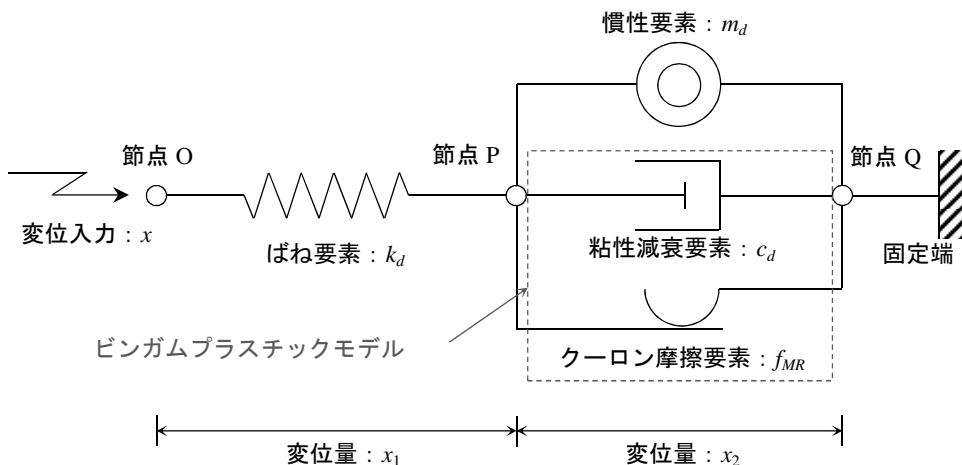 慣性要素：m_d
節点 O
節点 P
節点 Q
変位入力：x
ばね要素：k_d
粘性減衰要素：c_d
固定端
ビンガムプラスチックモデル
クーロン摩擦要素：f_MR
変位量：x_1
変位量：x_2